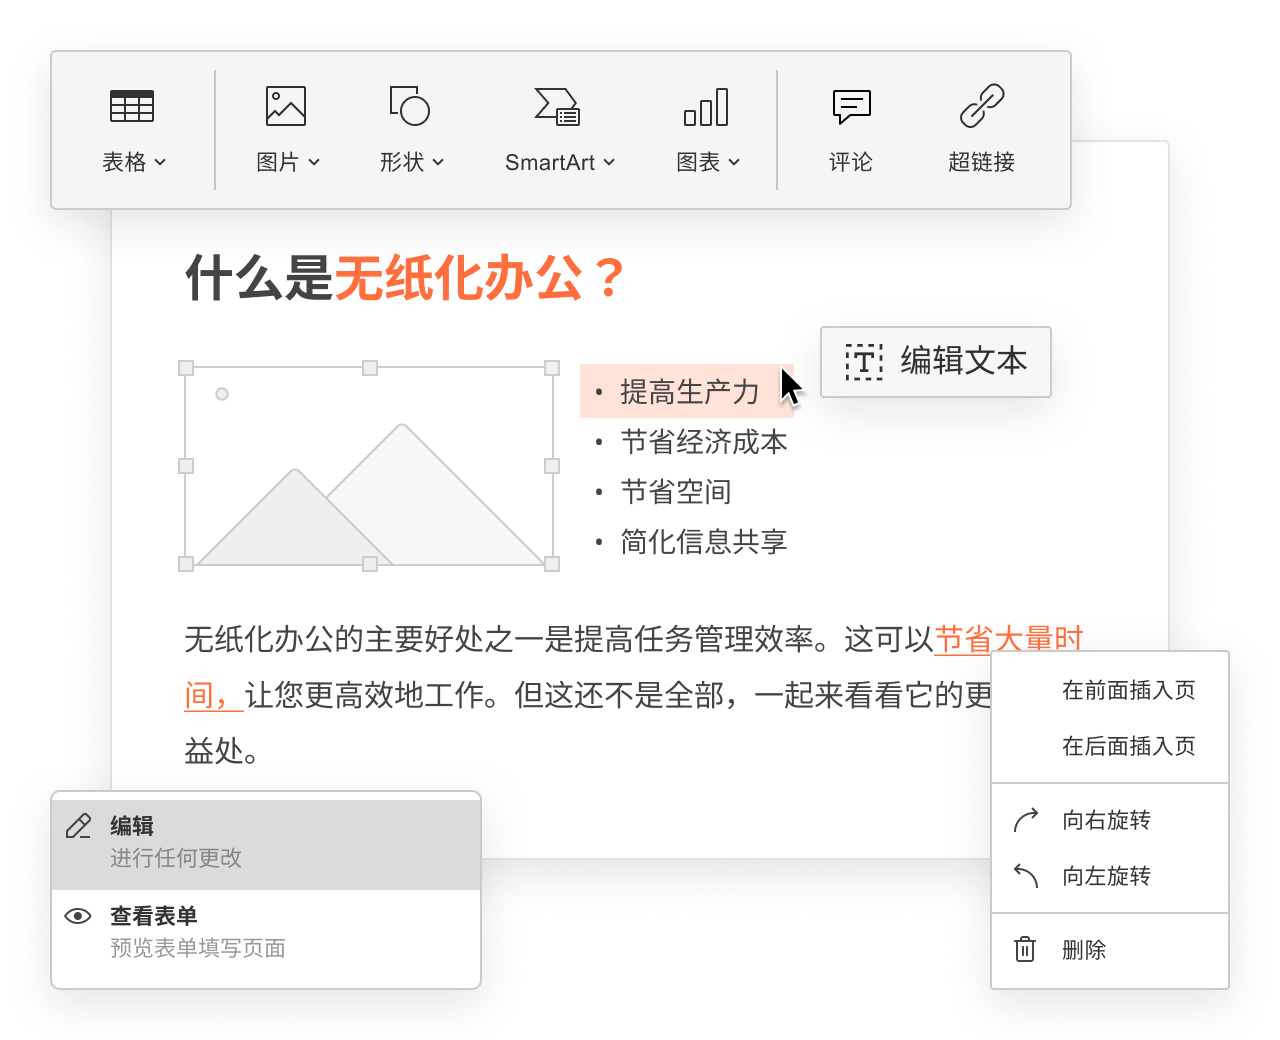 表格 图片 形状 SmartArt 图表 评论 超链接
什么是无纸化办公？
编辑文本
• 提高生产力
• 节省经济成本
• 节省空间
• 简化信息共享
无纸化办公的主要好处之一是提高任务管理效率。这可以节省大量时
间，让您更高效地工作。但这还不是全部，一起来看看它的更
益处。
在前面插入页
在后面插入页
向右旋转
向左旋转
删除
编辑
进行任何更改
查看表单
预览表单填写页面